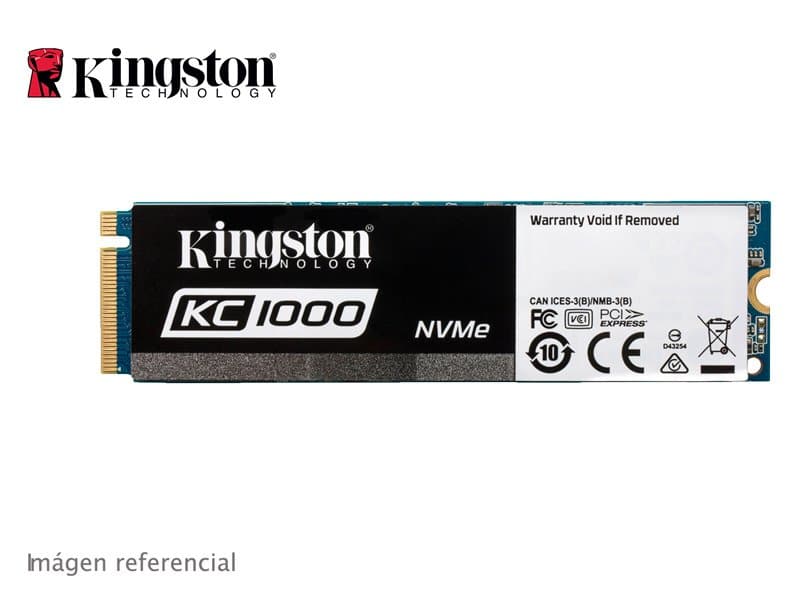 Kingston®
TECHNOLOGY
Kingston®
TECHNOLOGY
KC1000
NVMe
Warranty Void If Removed
CAN ICES-3(B)/NMB-3(B)
FC VCI PCI
EXPRESS®
10 CE D43254
Imágen referencial